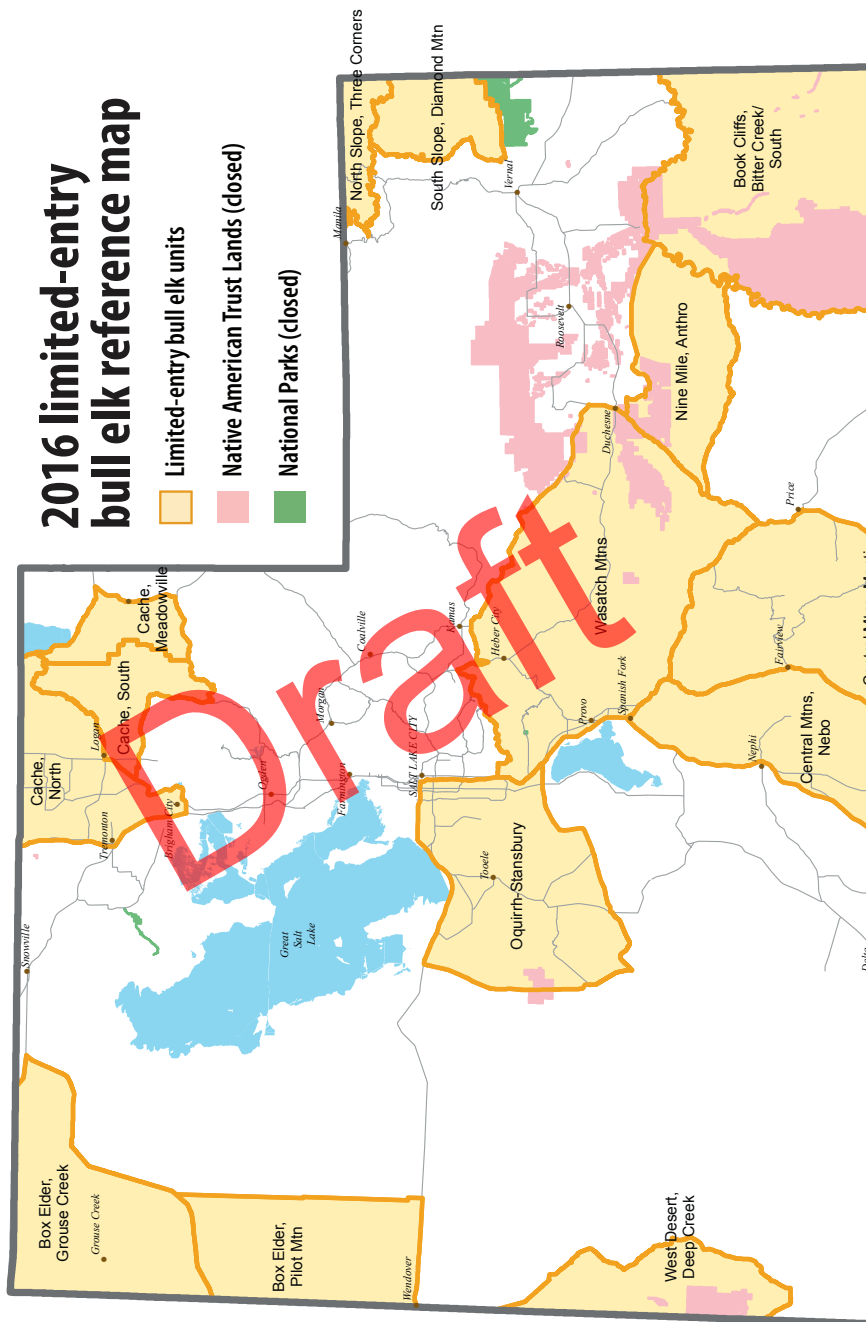 2016 limited-entry
bull elk reference map
Limited-entry bull elk units
Native American Trust Lands (closed)
National Parks (closed)
Draft
Snowville
Box Elder,
Grouse Creek
Grouse Creek
Box Elder,
Pilot Mtn
Wendover
Great
Salt
Lake
Tremonton
Cache,
North
Logan
Cache, South
Cache,
Meadowville
Brigham City
Ogden
Morgan
Farmington
Coalville
SALT LAKE CITY
Kamas
Heber City
Tooele
Oquirrh-Stansbury
Wasatch Mtns
Provo
Spanish Fork
Manila
North Slope, Three Corners
South Slope, Diamond Mtn
Vernal
Roosevelt
Duchesne
Nine Mile, Anthro
Book Cliffs,
Bitter Creek/
South
Price
Fairview
Nephi
Central Mtns,
Nebo
West Desert,
Deep Creek